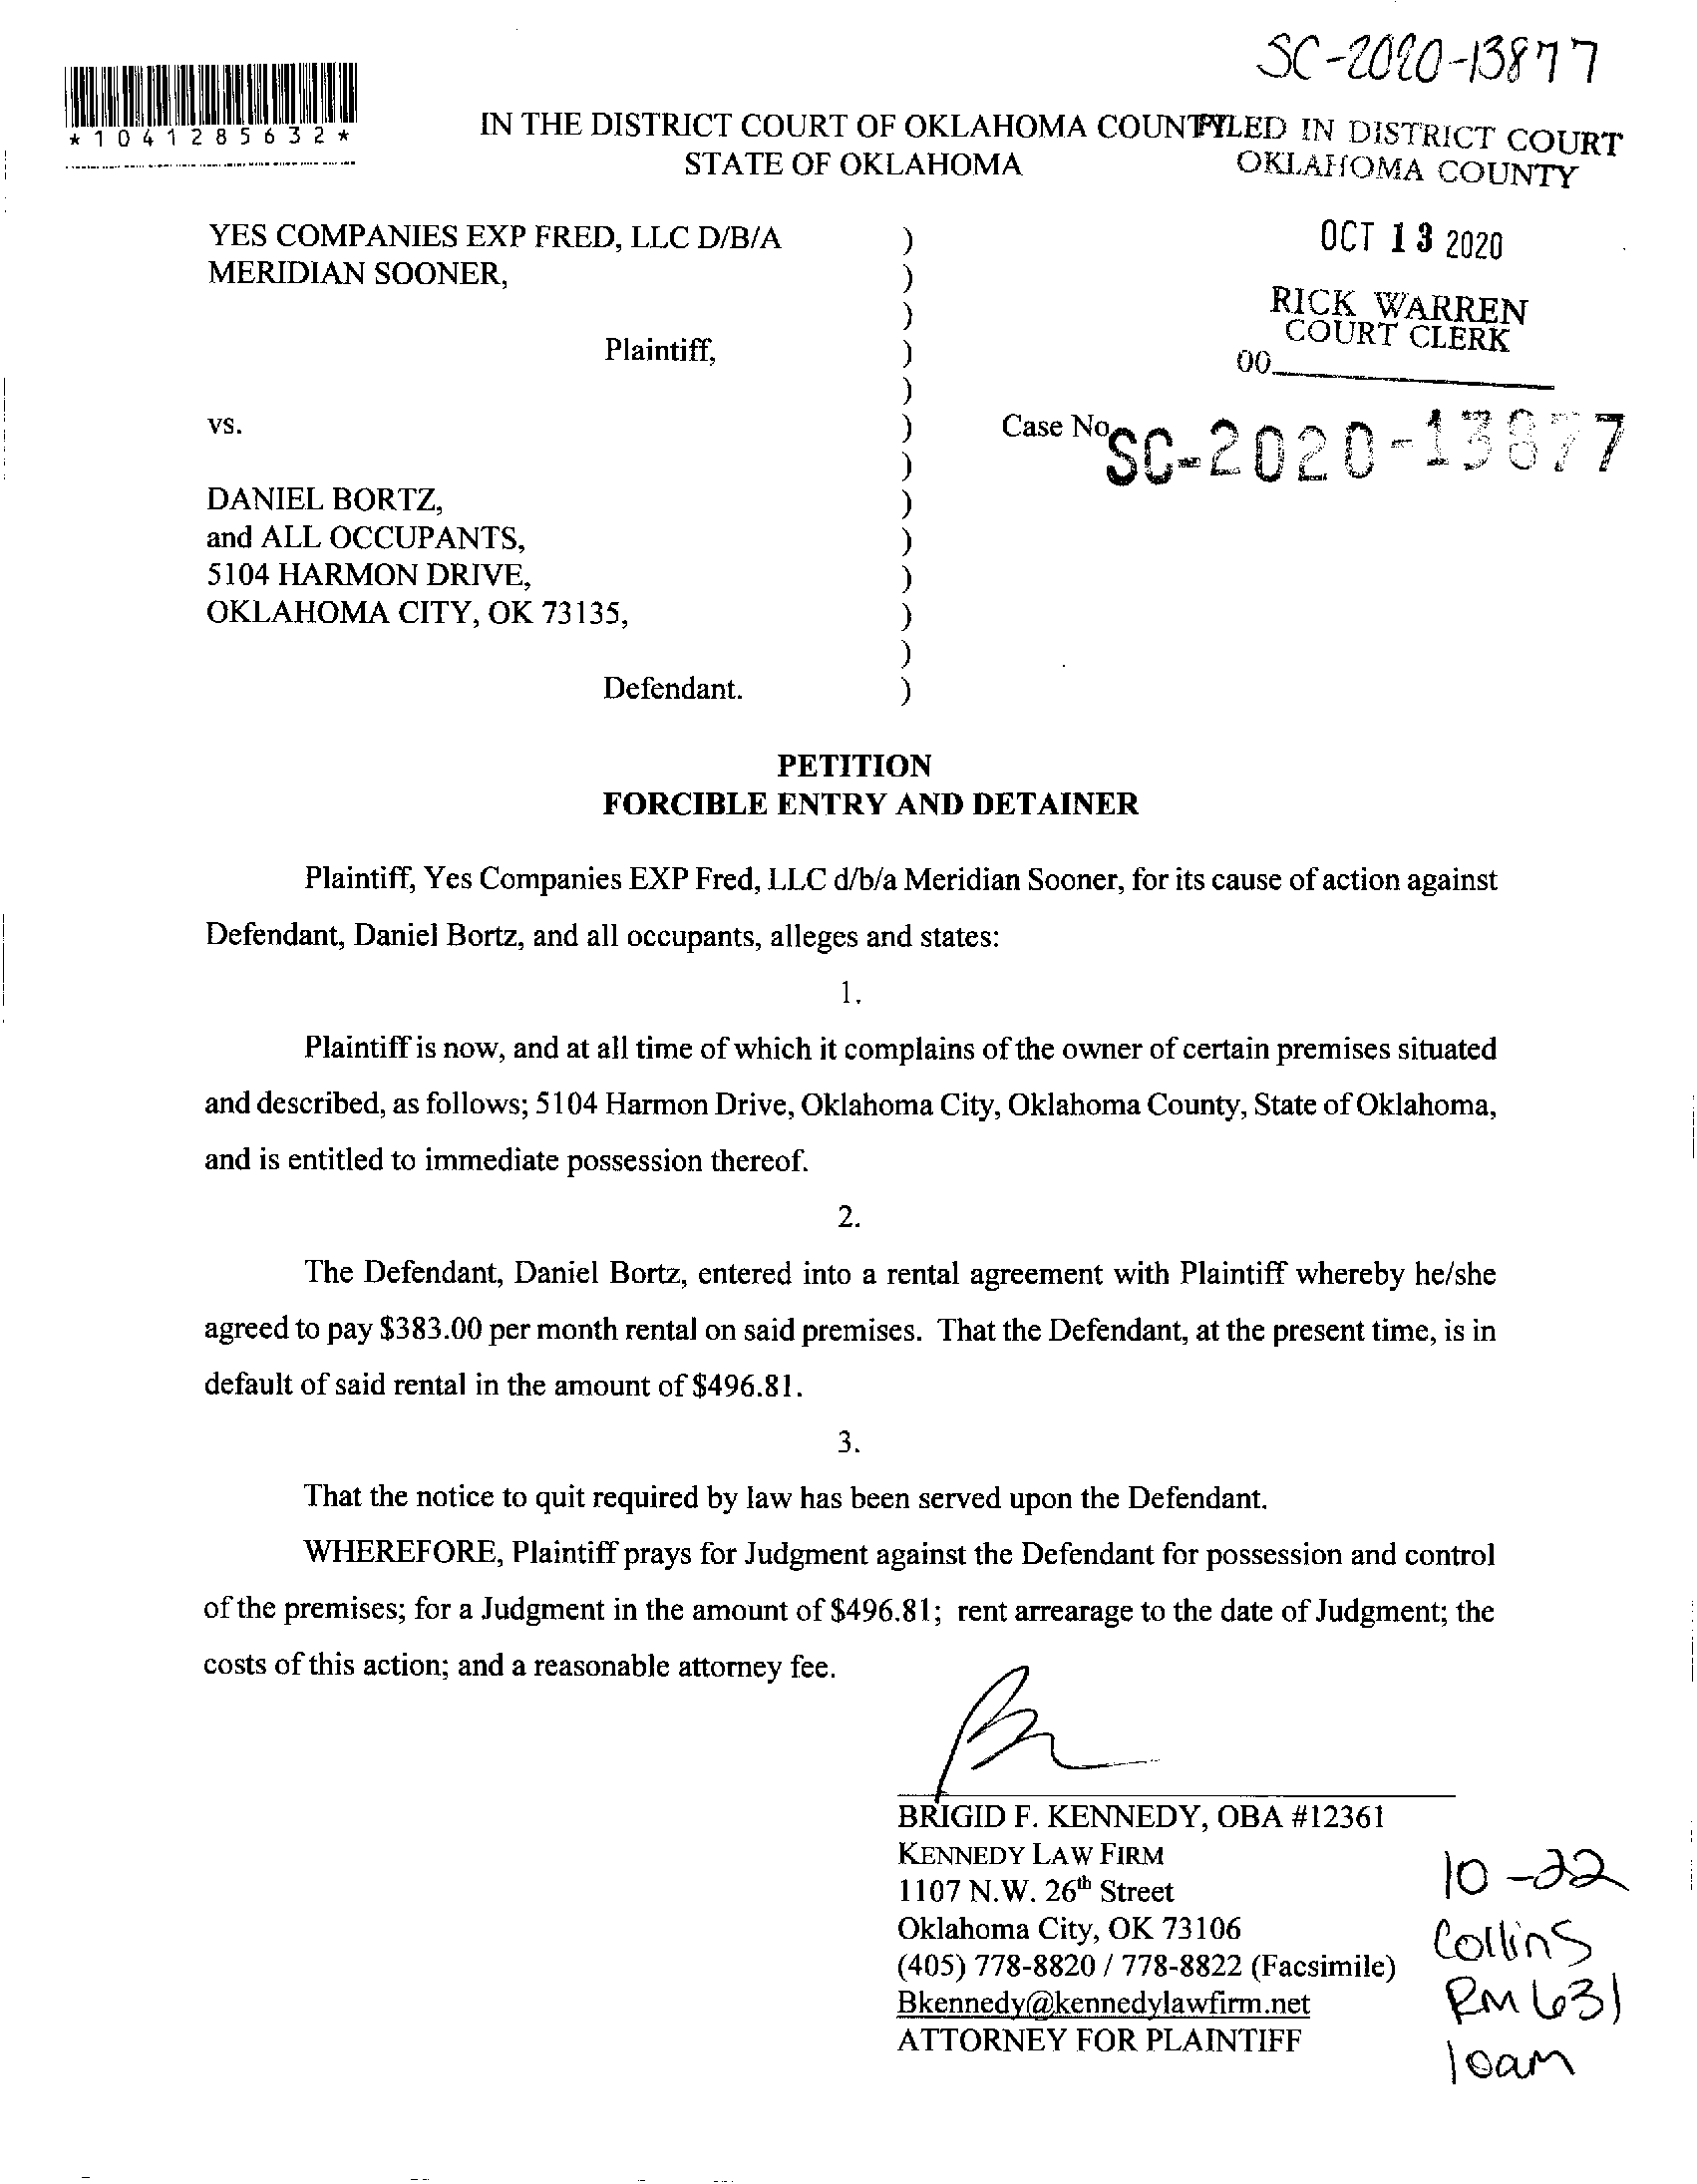 SC-2020-13877
*1041285632*
IN THE DISTRICT COURT OF OKLAHOMA COUNTY
STATE OF OKLAHOMA
FILED IN DISTRICT COURT
OKLAHOMA COUNTY
OCT 13 2020
RICK WARREN
COURT CLERK
00
YES COMPANIES EXP FRED, LLC D/B/A )
MERIDIAN SOONER, )
)
Plaintiff, )
)
vs. ) Case No. SC-2020-13877
)
DANIEL BORTZ, )
and ALL OCCUPANTS, )
5104 HARMON DRIVE, )
OKLAHOMA CITY, OK 73135, )
)
Defendant. )
PETITION
FORCIBLE ENTRY AND DETAINER
Plaintiff, Yes Companies EXP Fred, LLC d/b/a Meridian Sooner, for its cause of action against
Defendant, Daniel Bortz, and all occupants, alleges and states:
1.
Plaintiff is now, and at all time of which it complains of the owner of certain premises situated
and described, as follows; 5104 Harmon Drive, Oklahoma City, Oklahoma County, State of Oklahoma,
and is entitled to immediate possession thereof.
2.
The Defendant, Daniel Bortz, entered into a rental agreement with Plaintiff whereby he/she
agreed to pay $383.00 per month rental on said premises. That the Defendant, at the present time, is in
default of said rental in the amount of $496.81.
3.
That the notice to quit required by law has been served upon the Defendant.
WHEREFORE, Plaintiff prays for Judgment against the Defendant for possession and control
of the premises; for a Judgment in the amount of $496.81; rent arrearage to the date of Judgment; the
costs of this action; and a reasonable attorney fee.
BRIGID F. KENNEDY, OBA #12361
KENNEDY LAW FIRM
1107 N.W. 26th Street
Oklahoma City, OK 73106
(405) 778-8820 / 778-8822 (Facsimile)
Bkennedy@kennedylawfirm.net
ATTORNEY FOR PLAINTIFF
10-22
Collins
RM 631
10am